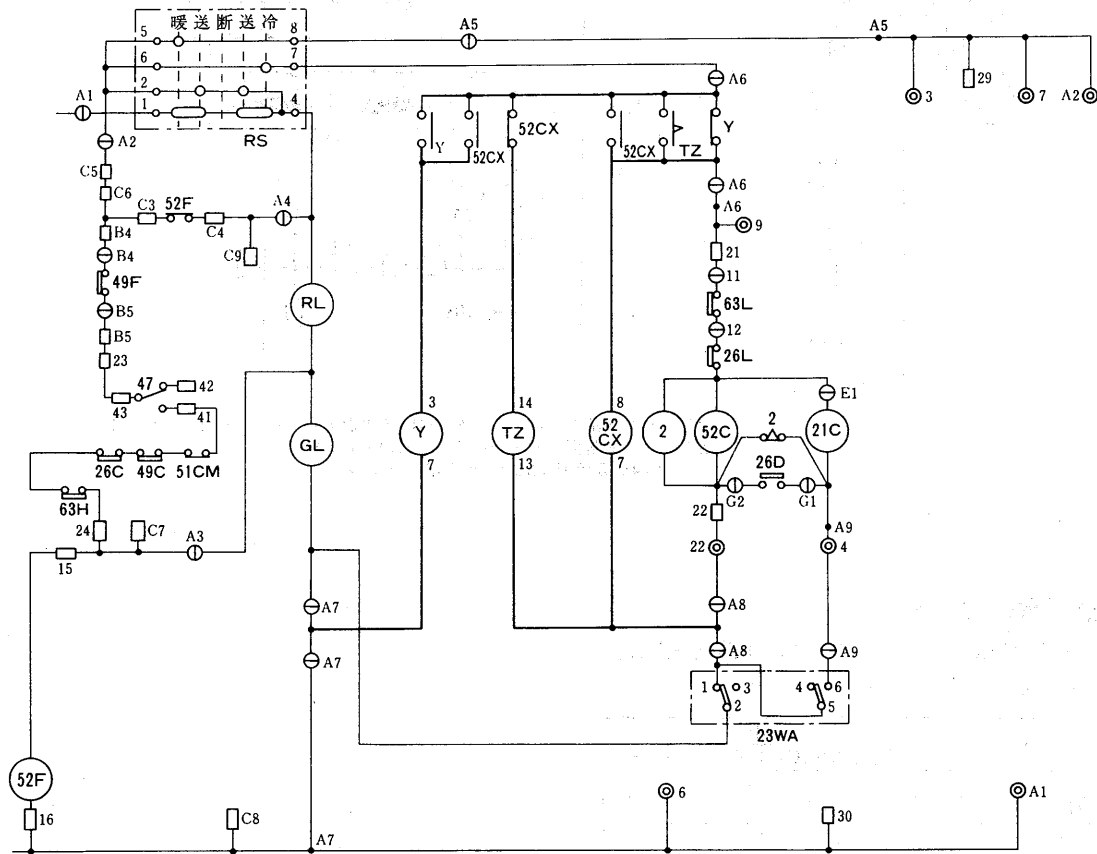 暖 送 断 送 冷
5
8
6
7
2
1
4
RS
A1
A2
A5
A5
A6
3
29
7
A2
C5
C6
C3
52F
C4
A4
C9
B4
B4
49F
B5
B5
23
43
47
42
41
26C
49C
51CM
63H
24
C7
A3
15
52F
16
C8
RL
GL
A7
A7
A7
Y
52CX
52CX
52CX
TZ
Y
A6
A6
9
21
11
63L
12
26L
E1
3
Y
7
14
TZ
13
8
52
CX
7
2
52C
21C
2
26D
G2
G1
22
22
A9
4
A8
A8
A9
1
3
2
4
6
5
23WA
6
30
A1